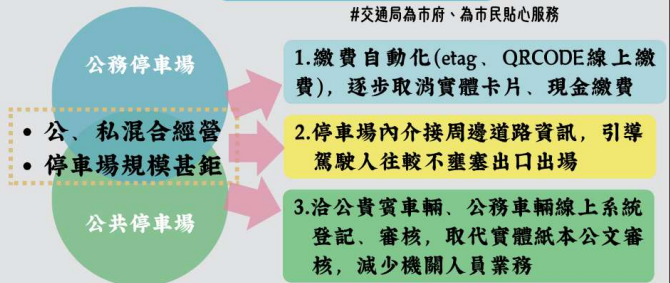 #交通局為市府、為市民貼心服務
公務停車場
• 公、私混合經營
• 停車場規模甚鉅
公共停車場
1.繳費自動化(etag、QRCODE線上繳
費)，逐步取消實體卡片、現金繳費
2.停車場內介接周邊道路資訊，引導
駕駛人往較不壅塞出口出場
3.洽公貴賓車輛、公務車輛線上系統
登記、審核，取代實體紙本公文審
核，減少機關人員業務